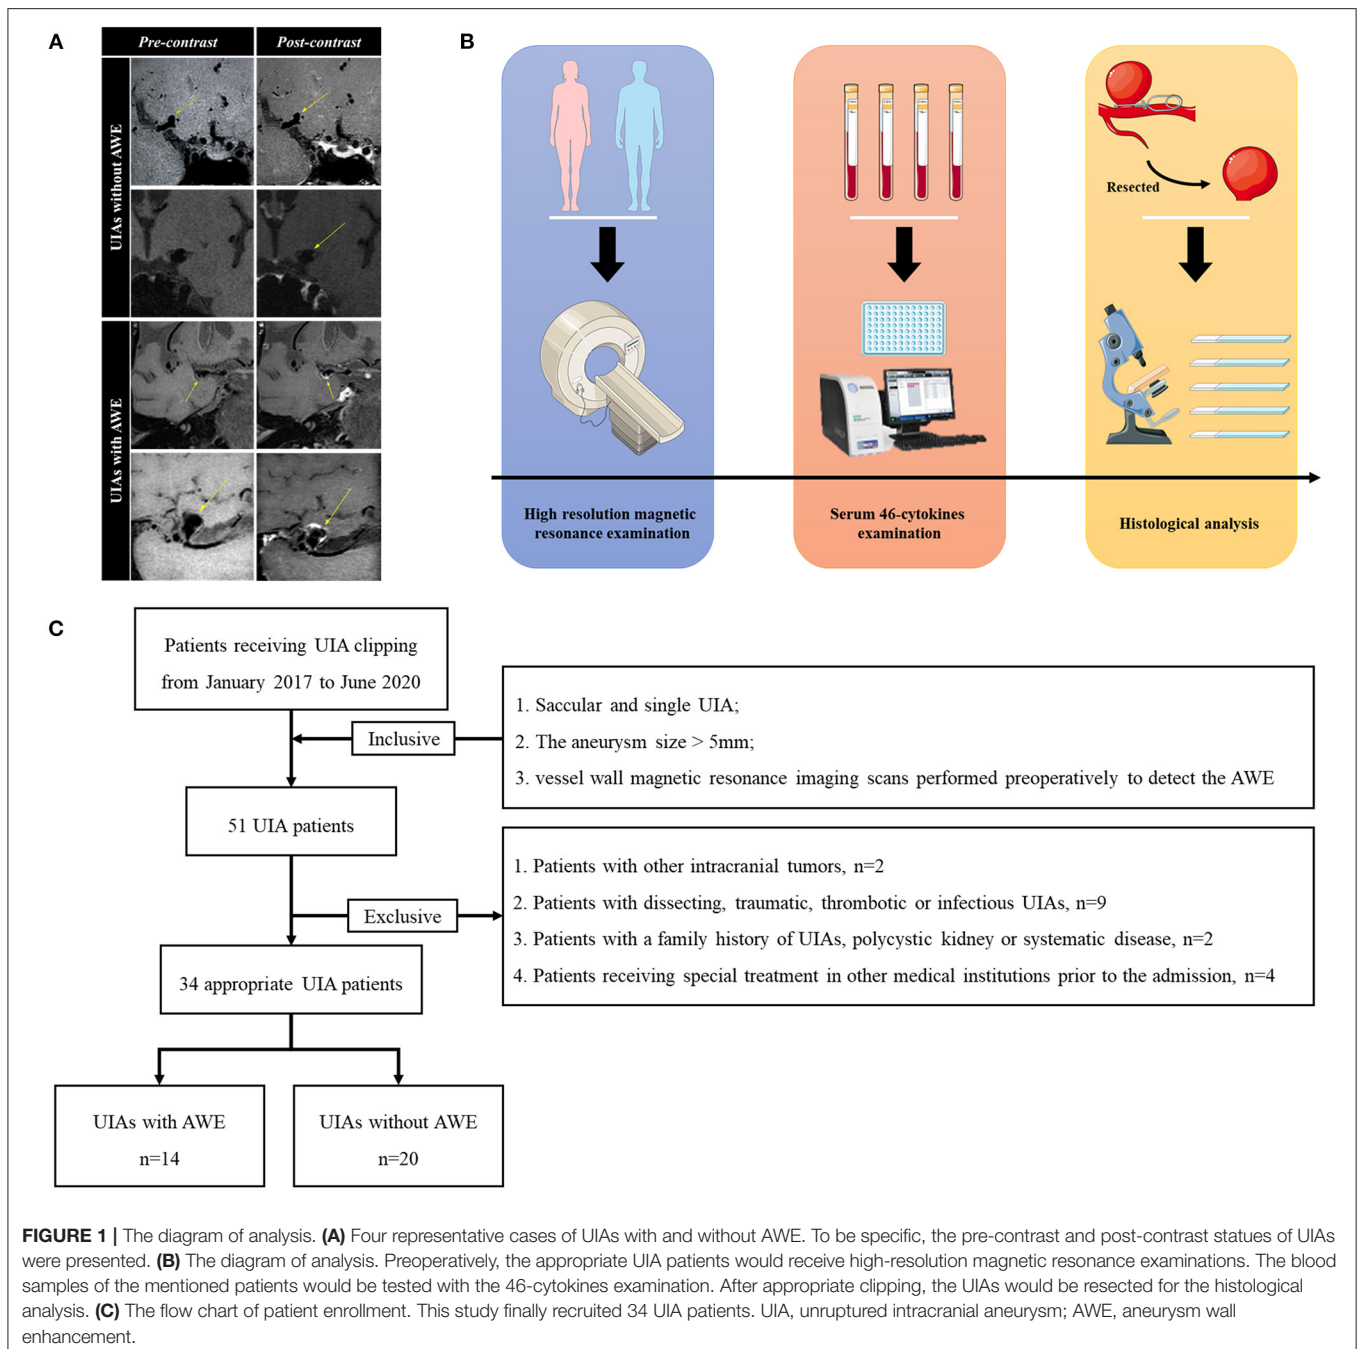 A
Pre-contrast
Post-contrast
UIAs without AWE
UIAs with AWE
B
Resected
High resolution magnetic
resonance examination
Serum 46-cytokines
examination
Histological analysis
C
Patients receiving UIA clipping
from January 2017 to June 2020
Inclusive
1. Saccular and single UIA;
2. The aneurysm size > 5mm;
3. vessel wall magnetic resonance imaging scans performed preoperatively to detect the AWE
51 UIA patients
Exclusive
1. Patients with other intracranial tumors, n=2
2. Patients with dissecting, traumatic, thrombotic or infectious UIAs, n=9
3. Patients with a family history of UIAs, polycystic kidney or systematic disease, n=2
4. Patients receiving special treatment in other medical institutions prior to the admission, n=4
34 appropriate UIA patients
UIAs with AWE
n=14
UIAs without AWE
n=20
FIGURE 1 | The diagram of analysis. (A) Four representative cases of UIAs with and without AWE. To be specific, the pre-contrast and post-contrast statues of UIAs
were presented. (B) The diagram of analysis. Preoperatively, the appropriate UIA patients would receive high-resolution magnetic resonance examinations. The blood
samples of the mentioned patients would be tested with the 46-cytokines examination. After appropriate clipping, the UIAs would be resected for the histological
analysis. (C) The flow chart of patient enrollment. This study finally recruited 34 UIA patients. UIA, unruptured intracranial aneurysm; AWE, aneurysm wall
enhancement.